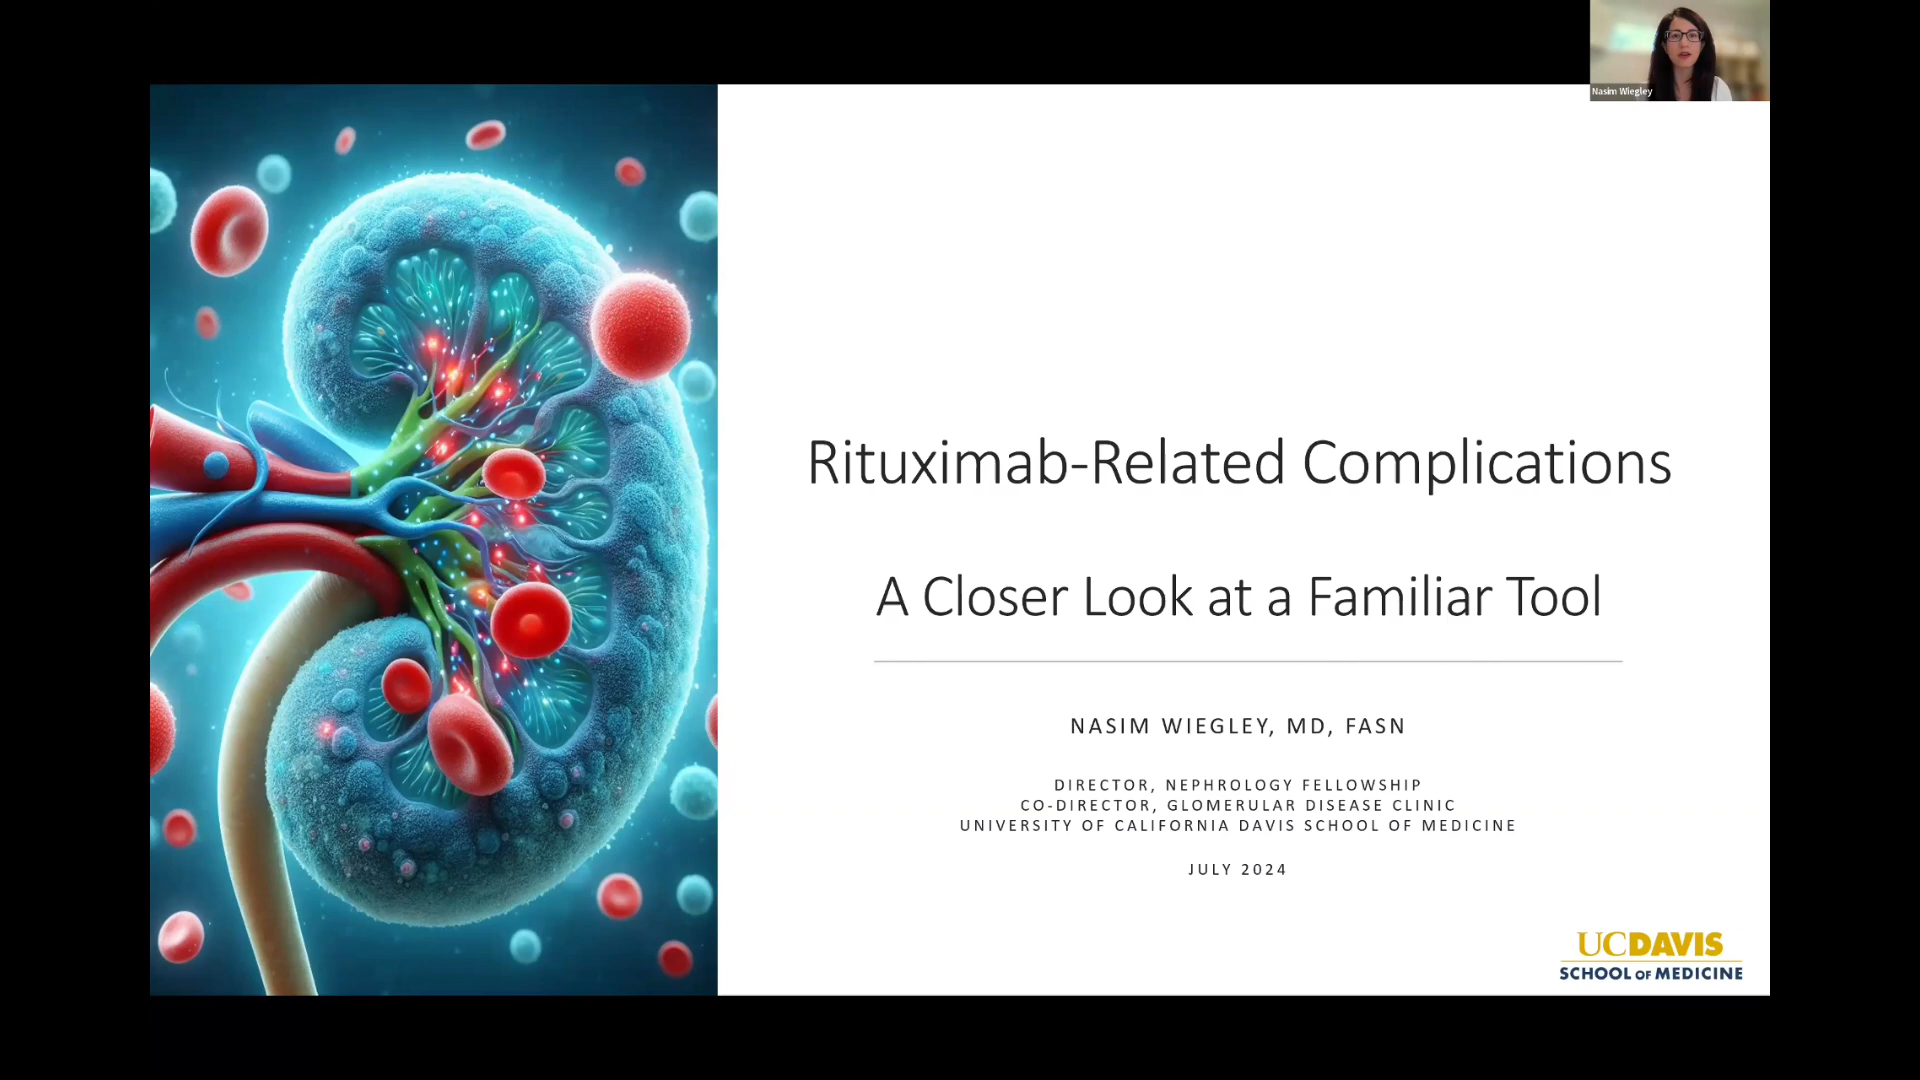 Nasim Wiegley
Rituximab-Related Complications
A Closer Look at a Familiar Tool
NASIM WIEGLEY, MD, FASN
DIRECTOR, NEPHROLOGY FELLOWSHIP
CO-DIRECTOR, GLOMERULAR DISEASE CLINIC
UNIVERSITY OF CALIFORNIA DAVIS SCHOOL OF MEDICINE
JULY 2024
UCDAVIS
SCHOOL OF MEDICINE